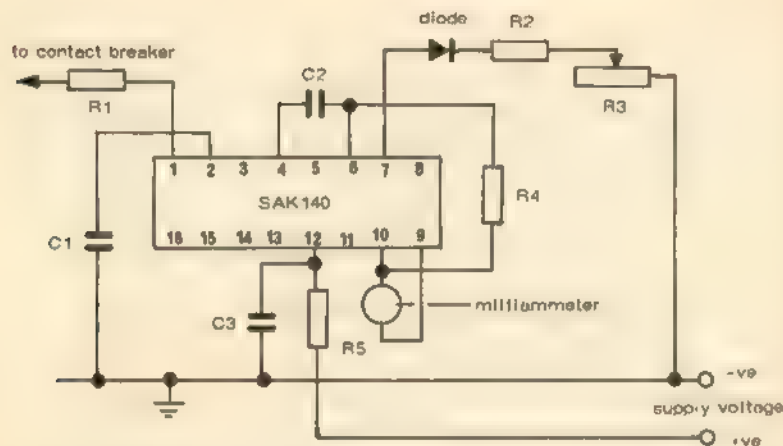 diode
R2
to contact breaker
R1
C2
R3
1 2 3 4 5 6 7 8
SAK140
R4
16 15 14 13 12 11 10 9
C1
milliammeter
C3
R5
-ve
supply voltage
+ve